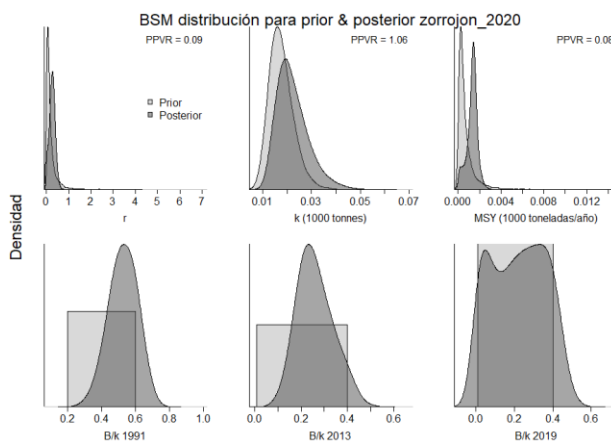 BSM distribución para prior & posterior zorrojon_2020
PPVR = 0.09
PPVR = 1.06
PPVR = 0.08
Prior
Posterior
Densidad
0 1 2 3 4 5 6 7
r
0.01 0.03 0.05 0.07
k (1000 tonnes)
0.000 0.004 0.008 0.012
MSY (1000 toneladas/año)
0.2 0.4 0.6 0.8 1.0
B/k 1991
0.0 0.2 0.4 0.6
B/k 2013
0.0 0.2 0.4 0.6
B/k 2019